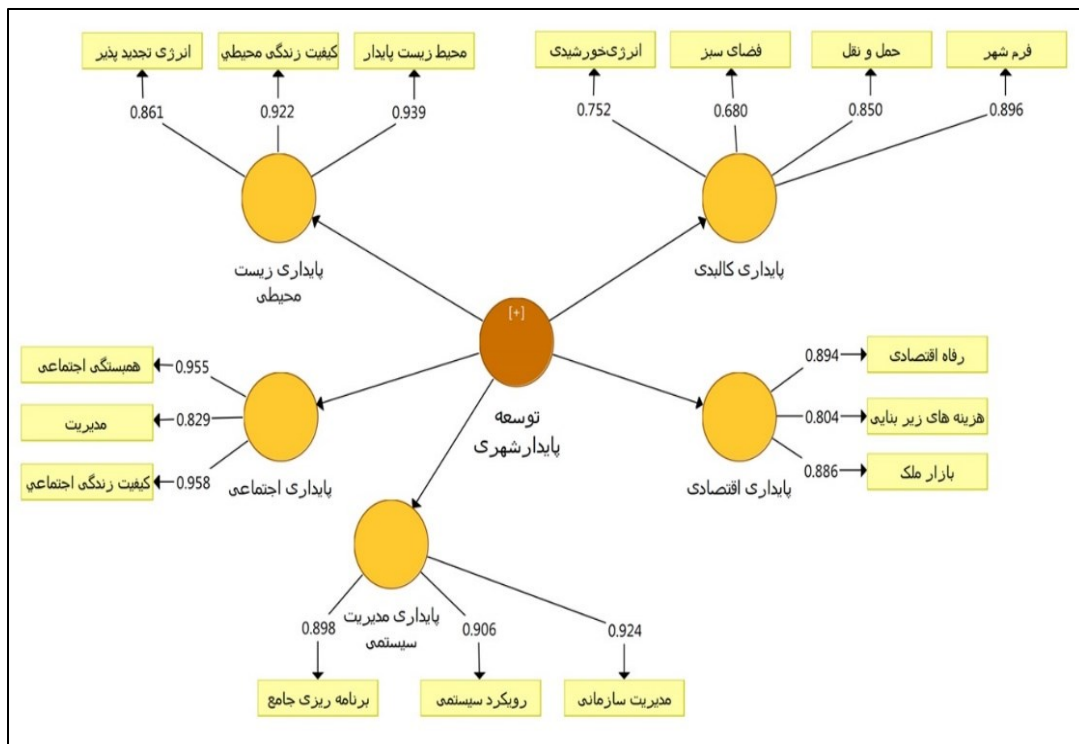 فرم شهر
حمل و نقل
فضای سبز
انرژی‌خورشیدی
محیط زیست پایدار
کیفیت زندگی محیطي
انرژی تجدید پذیر
0.896
0.850
0.680
0.752
0.939
0.922
0.861
پایداری کالبدی
پایداری زیست
محیطی
[+]
توسعه
پایدارشهری
رفاه اقتصادی
0.894
هزینه های زیر بنایی
0.804
بازار ملک
0.886
پایداری اقتصادی
0.955
همبستگی اجتماعی
0.829
مدیریت
0.958
کیفیت زندگی اجتماعي
پایداری اجتماعی
پایداری مدیریت
سیستمی
0.924
0.906
0.898
مدیریت سازمانی
رویکرد سیستمی
برنامه ریزی جامع